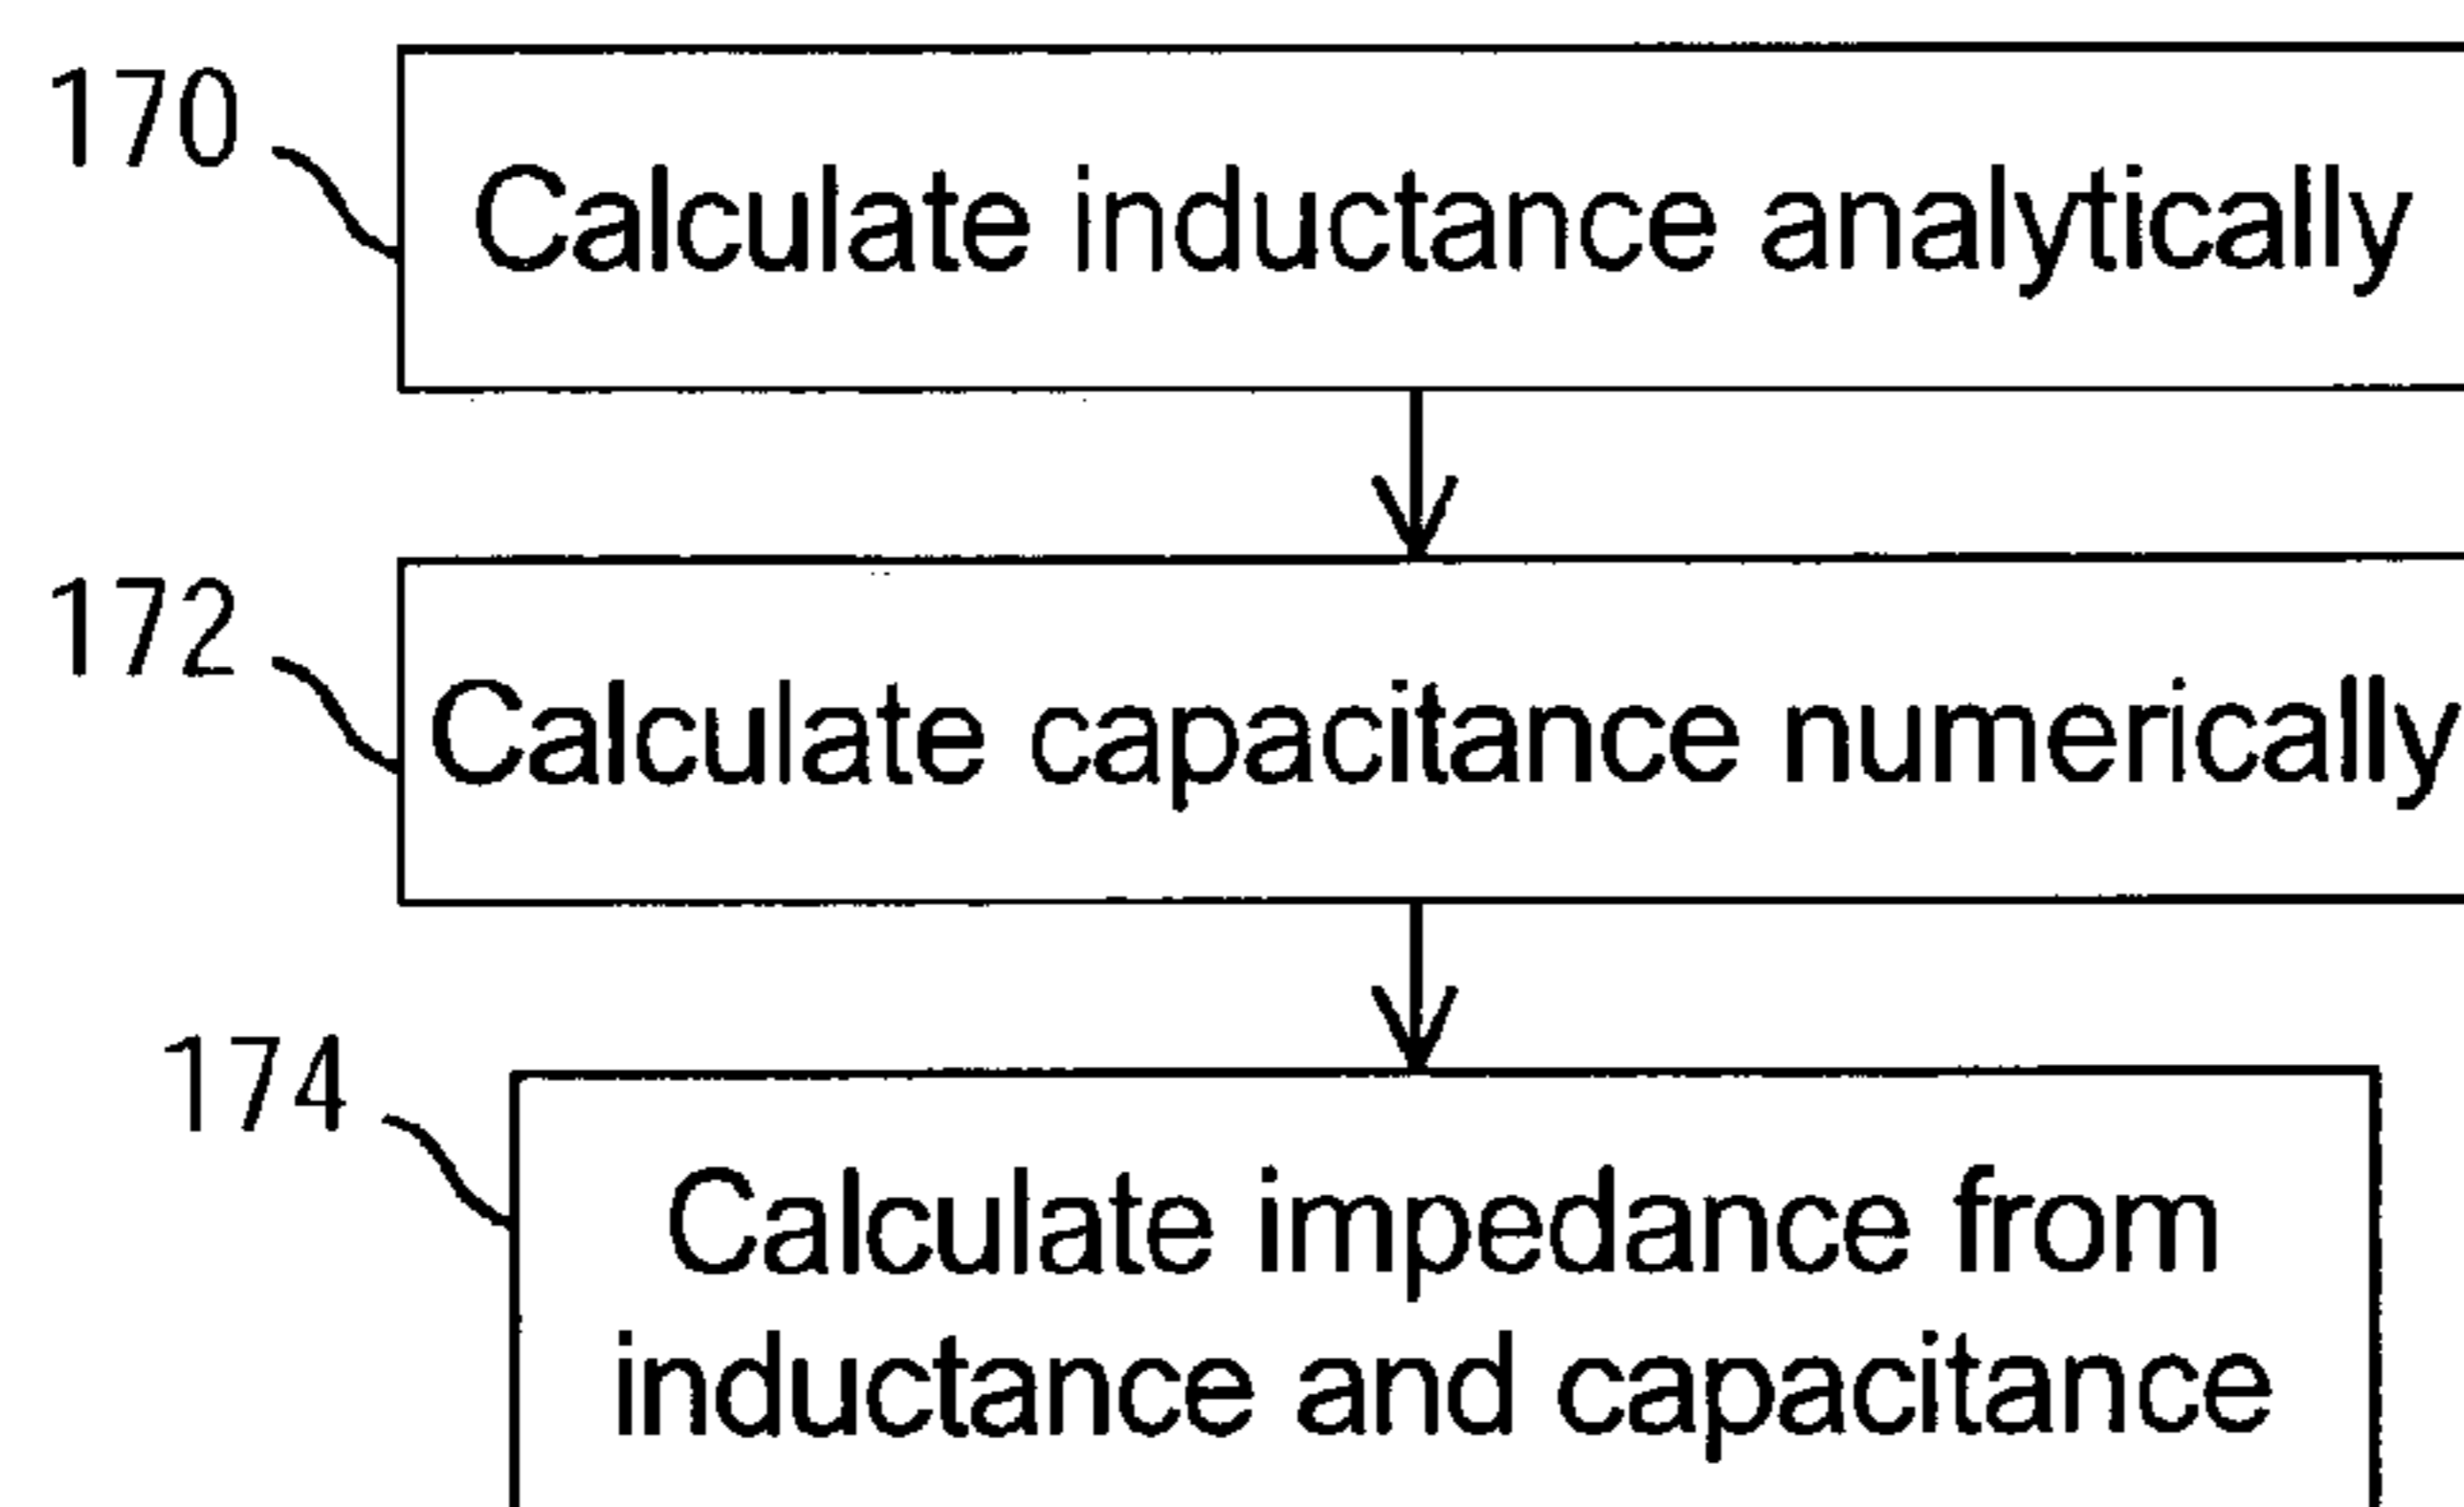 170
Calculate inductance analytically
172
Calculate capacitance numerically
174
Calculate impedance from
inductance and capacitance